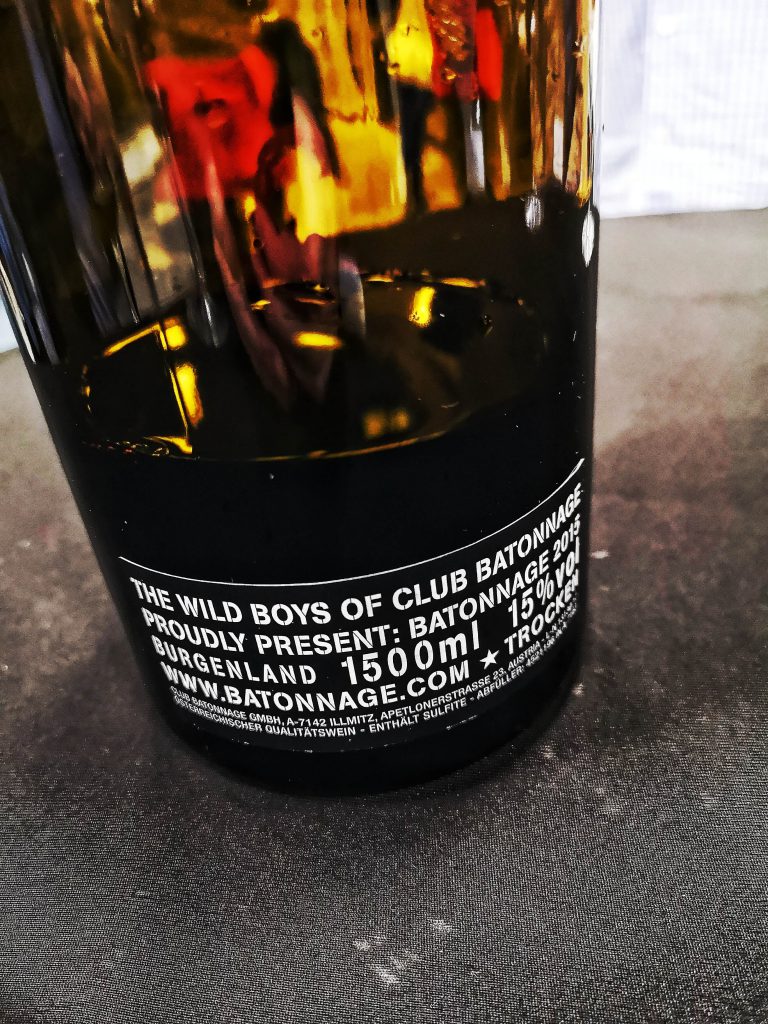 THE WILD BOYS OF CLUB BATONNAGE
PROUDLY PRESENT: BATONNAGE 2015
BURGENLAND 1500ml 15%vol
WWW.BATONNAGE.COM ★ TROCKEN
CLUB BATONNAGE GMBH, A-7142 ILLMITZ, APETLONERSTRASSE 23, AUSTRIA
ÖSTERREICHISCHER QUALITÄTSWEIN - ENTHÄLT SULFITE - ABFÜLLER: